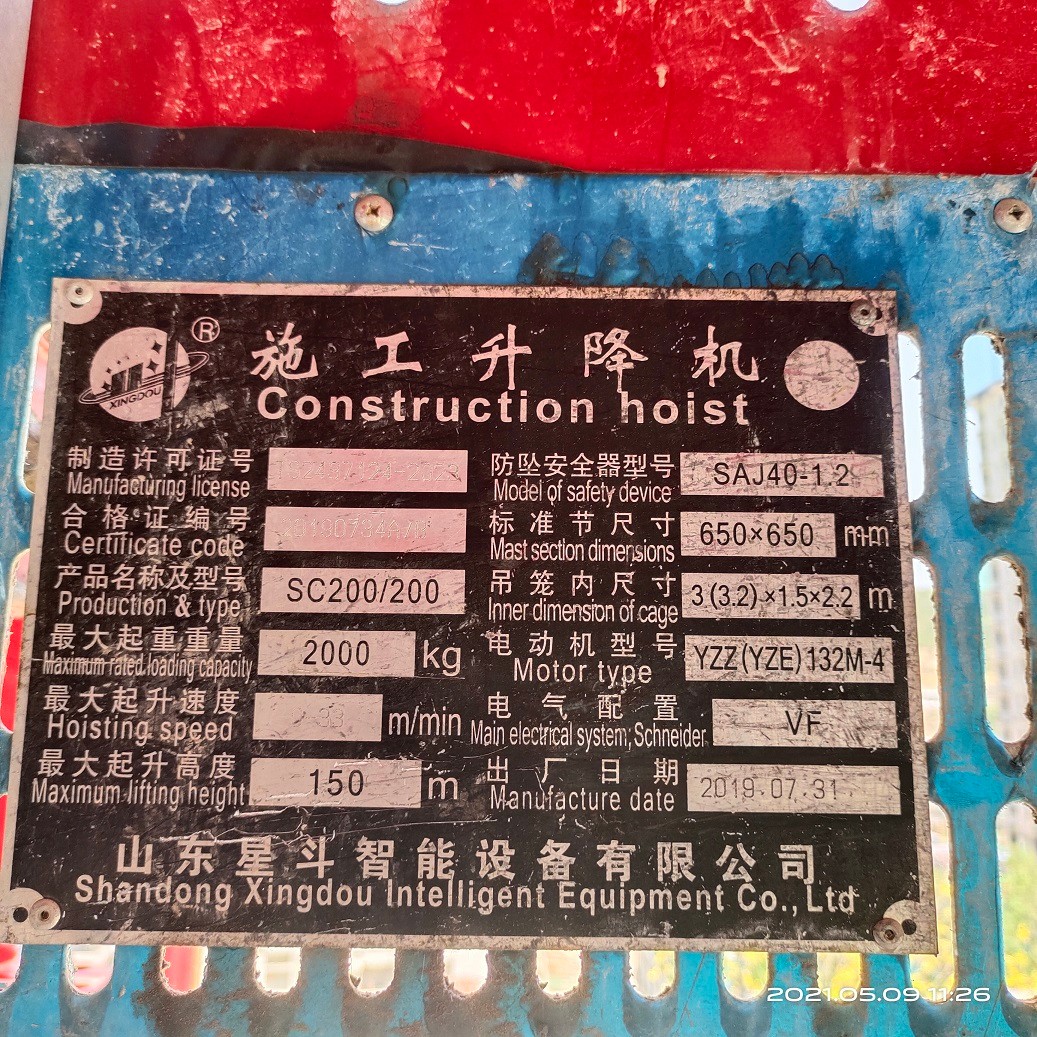 XINGDOU ®
施工升降机
Construction hoist
制造许可证号
Manufacturing license
合格证编号
Certificate code
产品名称及型号 SC200/200
Production & type
最大起重重量 2000 kg
Maximum rated loading capacity
最大起升速度 m/min
Hoisting speed
最大起升高度 150 m
Maximum lifting height
防坠安全器型号 SAJ40-1.2
Model of safety device
标准节尺寸 650×650 mm
Mast section dimensions
吊笼内尺寸 3(3.2)×1.5×2.2 m
Inner dimension of cage
电动机型号 YZZ(YZE)132M-4
Motor type
电气配置 VF
Main electrical system; Schneider
出厂日期 2019.07.31
Manufacture date
山东星斗智能设备有限公司
Shandong Xingdou Intelligent Equipment Co., Ltd
2021.05.09 11:26